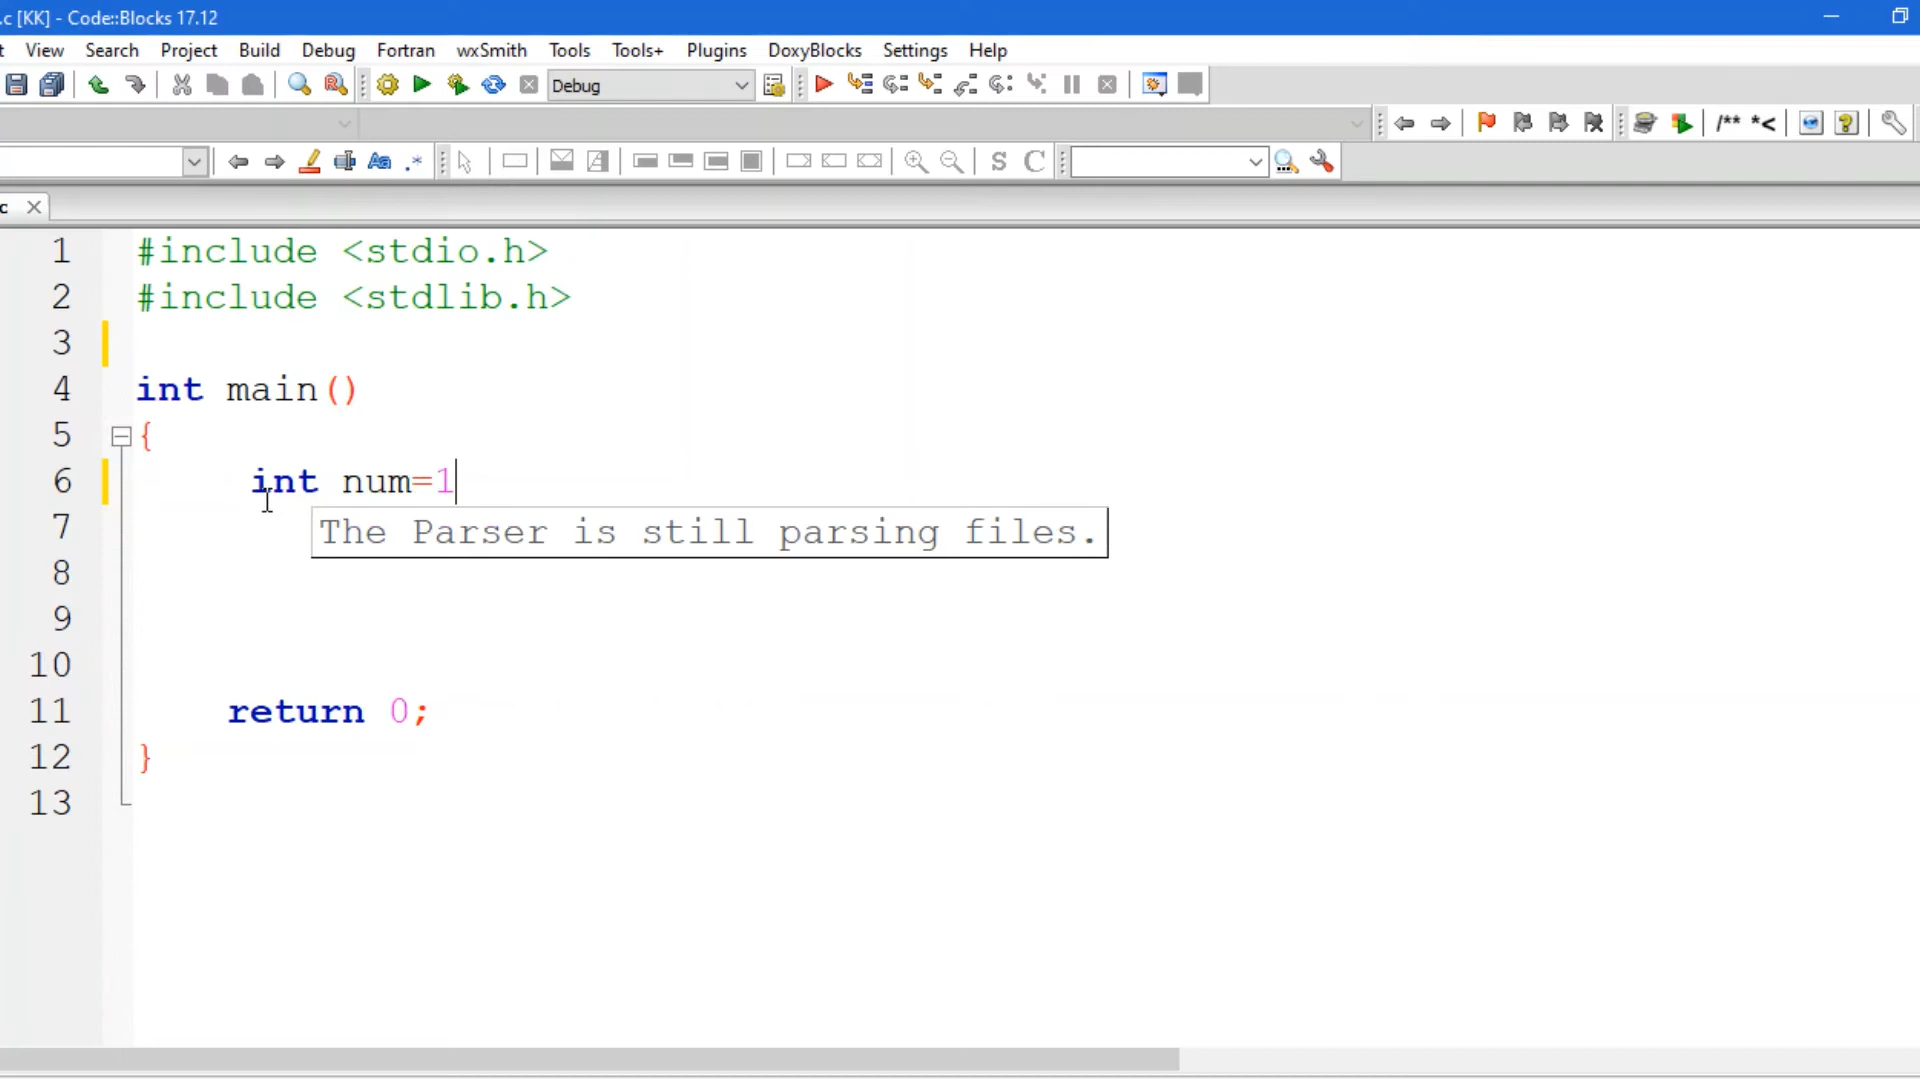 .c [KK] - Code::Blocks 17.12
t View Search Project Build Debug Fortran wxSmith Tools Tools+ Plugins DoxyBlocks Settings Help
Debug
/** *<
Aa .* S C
c
1 #include <stdio.h>
2 #include <stdlib.h>
3
4 int main()
5 {
6 int num=1
7 The Parser is still parsing files.
8
9
10
11 return 0;
12 }
13